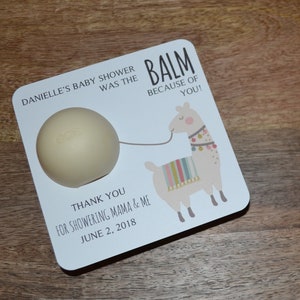 DANIELLE'S BABY SHOWER
WAS THE BALM
BECAUSE OF
YOU!
THANK YOU
FOR SHOWERING MAMA & ME
JUNE 2, 2018